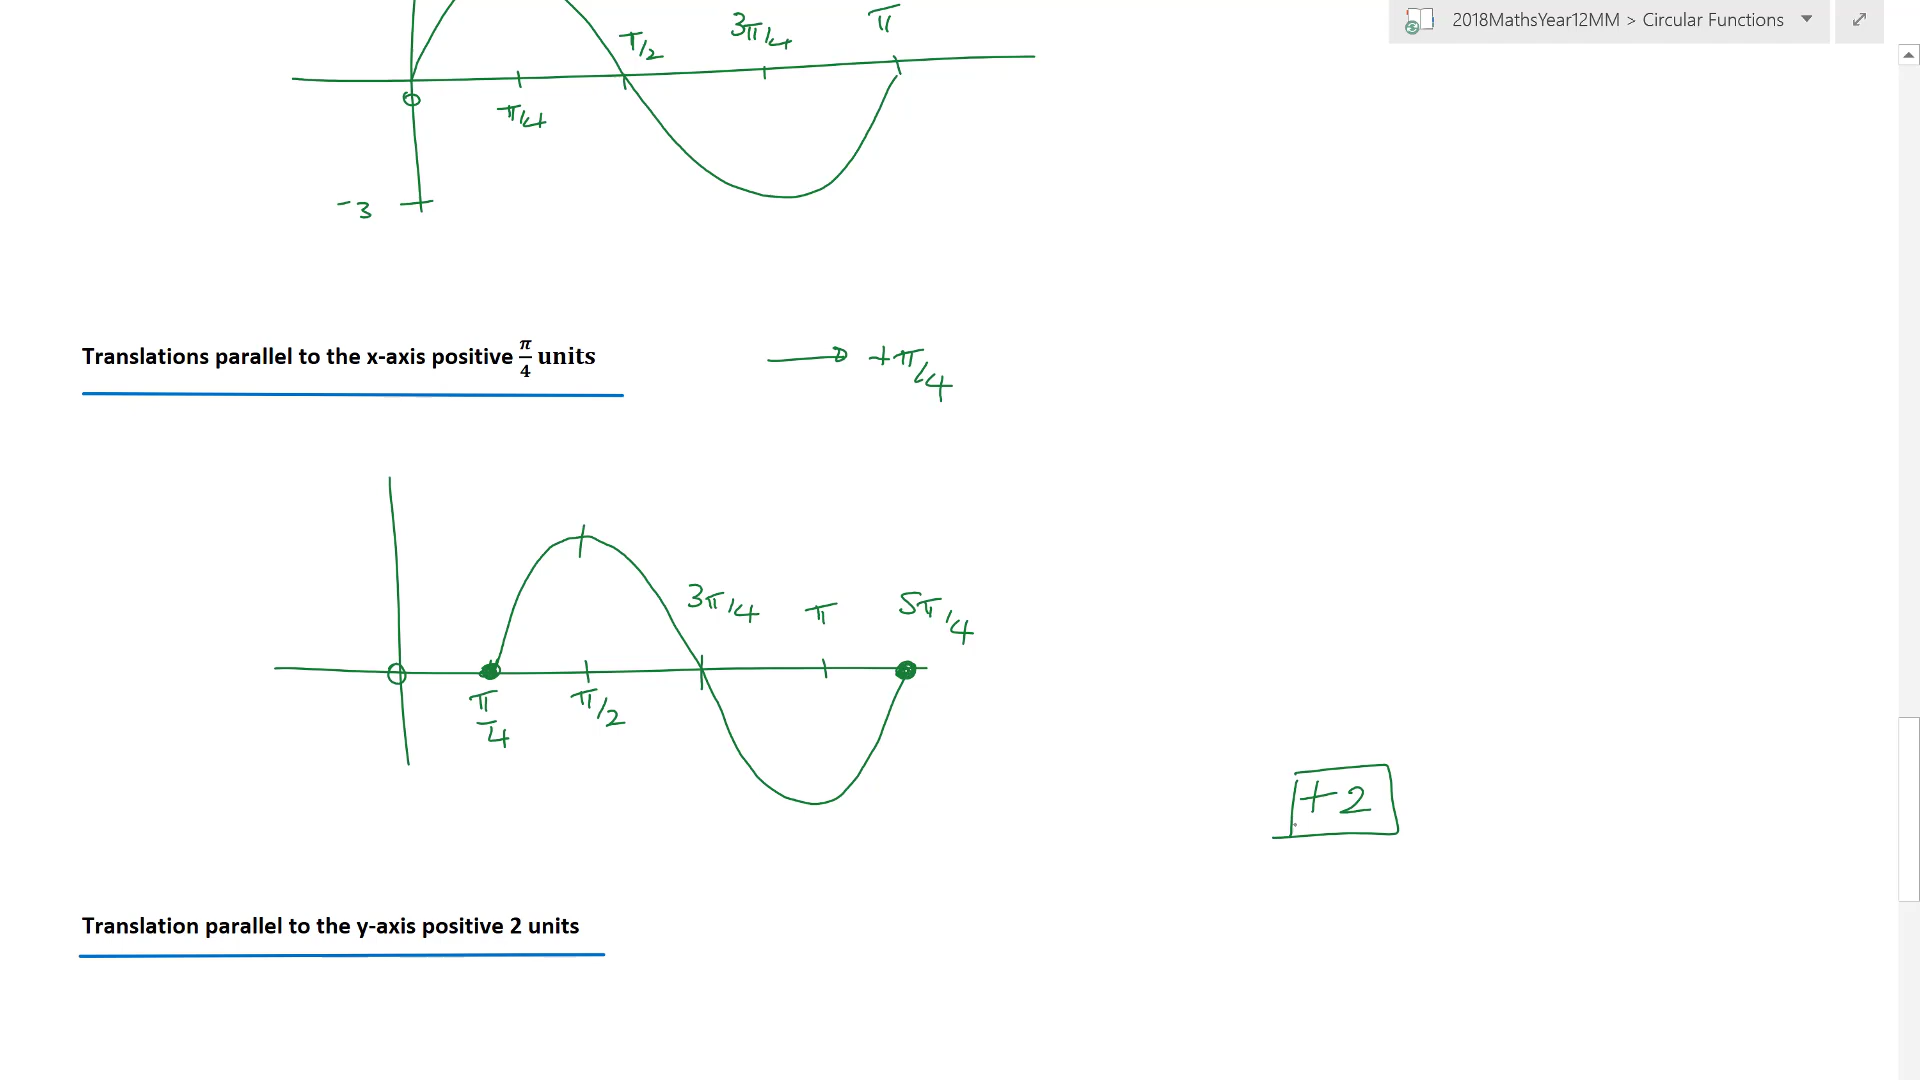 2018MathsYear12MM > Circular Functions
π/2 3π/4 π
0
π/4
-3
Translations parallel to the x-axis positive π/4 units
→ +π/4
3π/4 π 5π/4
0
π/4 π/2
+2
Translation parallel to the y-axis positive 2 units